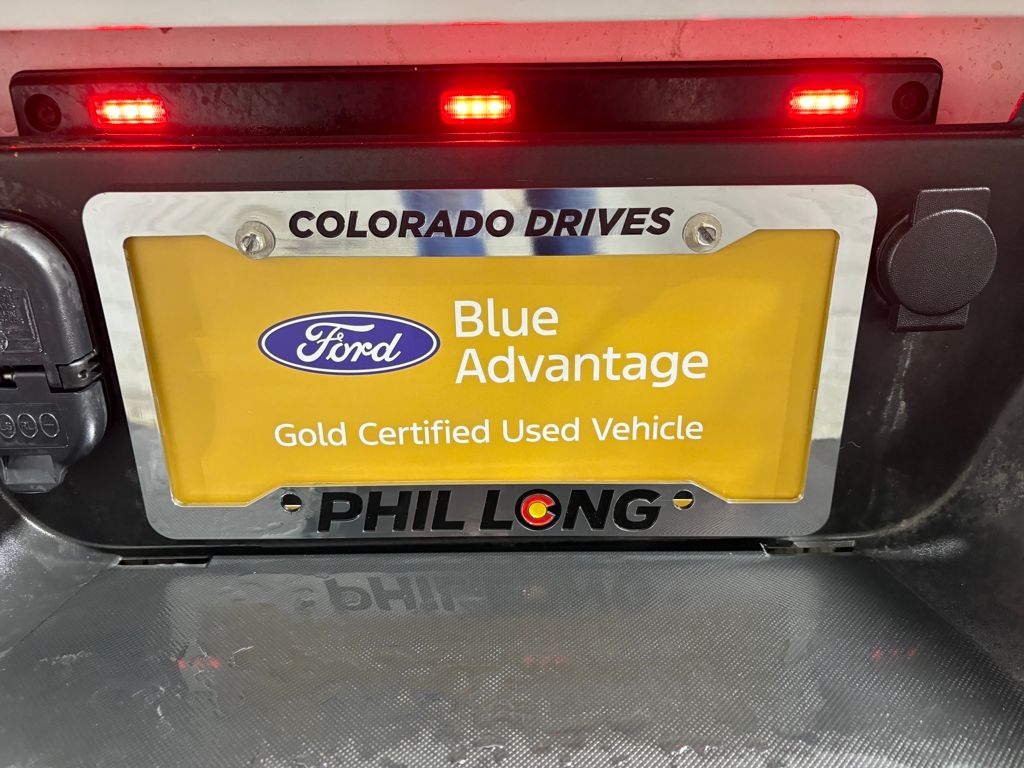 COLORADO DRIVES
Ford
Blue
Advantage
Gold Certified Used Vehicle
PHIL LONG